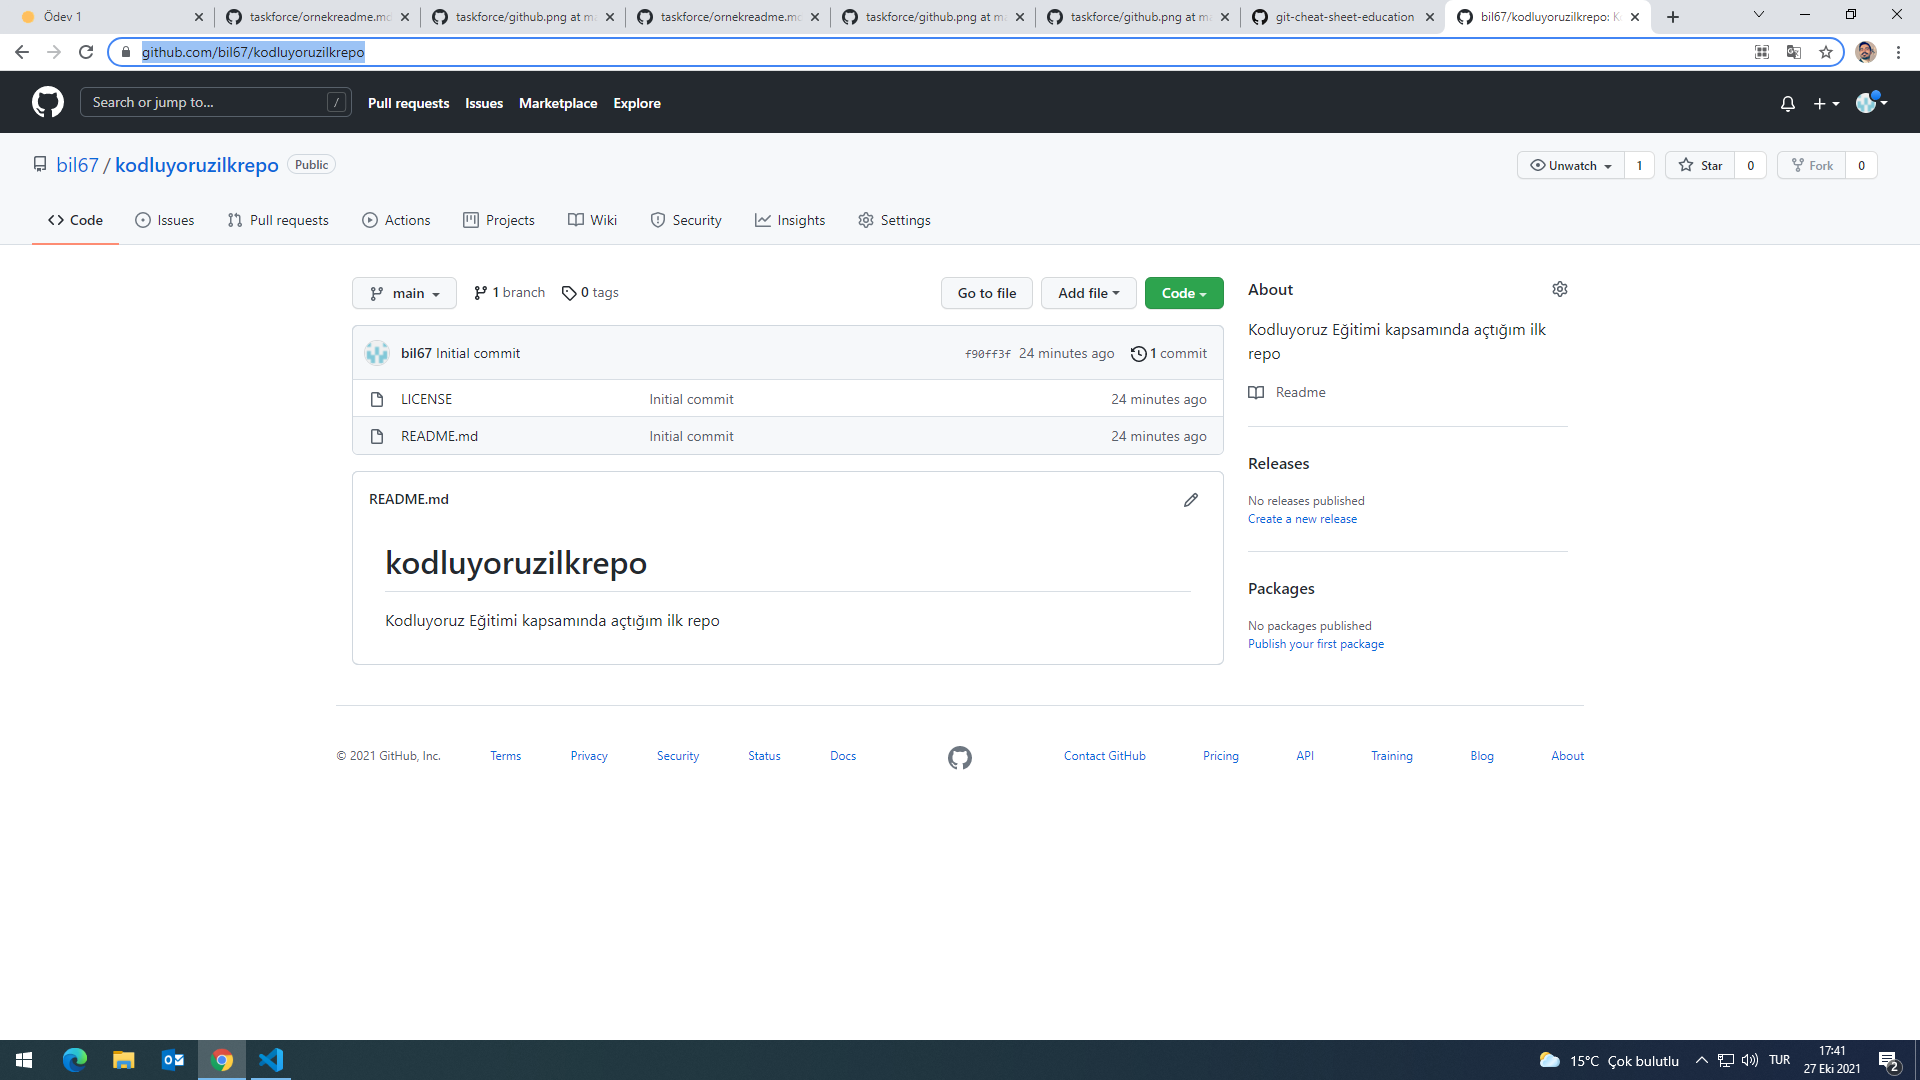 Ödev 1
taskforce/ornekreadme.md
taskforce/github.png at ma
taskforce/ornekreadme.md
taskforce/github.png at ma
taskforce/github.png at ma
git-cheat-sheet-education
bil67/kodluyoruzilkrepo: K
github.com/bil67/kodluyoruzilkrepo
Search or jump to...
/
Pull requests
Issues
Marketplace
Explore
bil67 / kodluyoruzilkrepo
Public
Unwatch 1
Star 0
Fork 0
Code
Issues
Pull requests
Actions
Projects
Wiki
Security
Insights
Settings
main
1 branch
0 tags
Go to file
Add file
Code
bil67 Initial commit
f90ff3f 24 minutes ago
1 commit
LICENSE
Initial commit
24 minutes ago
README.md
Initial commit
24 minutes ago
README.md
kodluyoruzilkrepo
Kodluyoruz Eğitimi kapsamında açtığım ilk repo
About
Kodluyoruz Eğitimi kapsamında açtığım ilk
repo
Readme
Releases
No releases published
Create a new release
Packages
No packages published
Publish your first package
© 2021 GitHub, Inc.
Terms
Privacy
Security
Status
Docs
Contact GitHub
Pricing
API
Training
Blog
About
15°C Çok bulutlu
TUR
17:41
27 Eki 2021
2